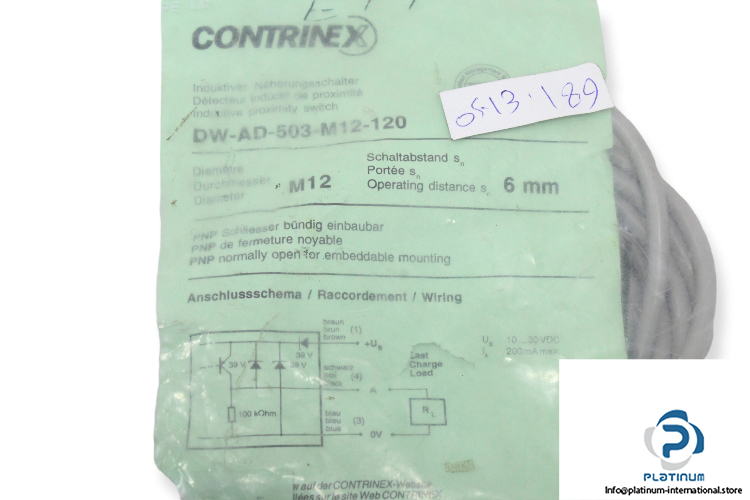 CONTRINEX
0513.189
Induktiver Näherungsschalter
Détecteur inductif de proximité
Inductive proximity switch
DW-AD-503-M12-120
Diamètre
Durchmesser
Diameter
M12
Schaltabstand sn
Portée sn
Operating distance sn
6 mm
PNP Schliesser bündig einbaubar
PNP de fermeture noyable
PNP normally open for embeddable mounting
Anschlussschema / Raccordement / Wiring
braun
brun
brown
(1)
+UB
UB 10...30 VDC
200mA max
39 V
39 V
39 V
schwarz
noir
black
(4)
A
Last
Charge
Load
100 kOhm
RL
blau
bleu
blue
(3)
0V
auf der CONTRINEX-Website
sur le site Web CONTRINEX
PLATINUM
Info@platinum-international.store